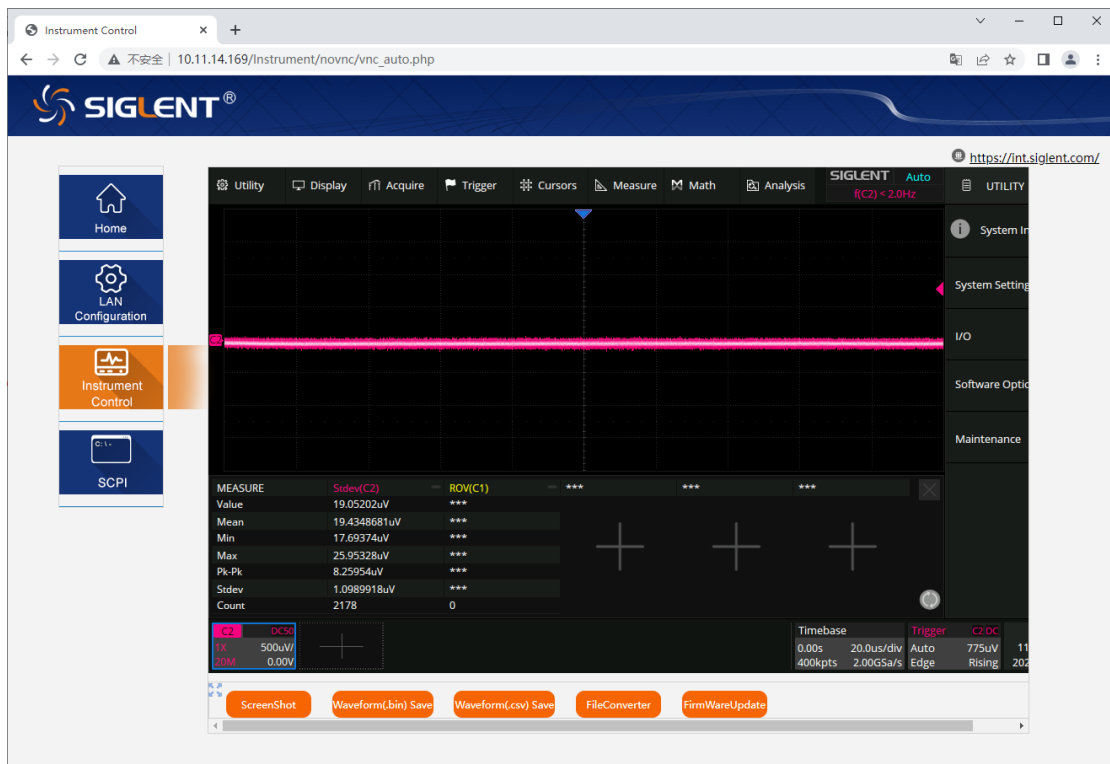 Instrument Control
不安全 | 10.11.14.169/Instrument/novnc/vnc_auto.php
SIGLENT®
https://int.siglent.com/
Home
LAN
Configuration
Instrument
Control
C:\-
SCPI
Utility Display Acquire Trigger Cursors Measure Math Analysis SIGLENT Auto
f(C2) < 2.0Hz
UTILITY
System In
System Setting
I/O
Software Optio
Maintenance
C2
MEASURE Stdev(C2) ROV(C1) *** *** ***
Value 19.05202uV ***
Mean 19.4348681uV ***
Min 17.69374uV ***
Max 25.95328uV ***
Pk-Pk 8.25954uV ***
Stdev 1.0989918uV ***
Count 2178 0
C2 DC50
1X 500uV/
20M 0.00V
Timebase Trigger C2 DC
0.00s 20.0us/div Auto 775uV 11
400kpts 2.00GSa/s Edge Rising 202
ScreenShot Waveform(.bin) Save Waveform(.csv) Save FileConverter FirmWareUpdate